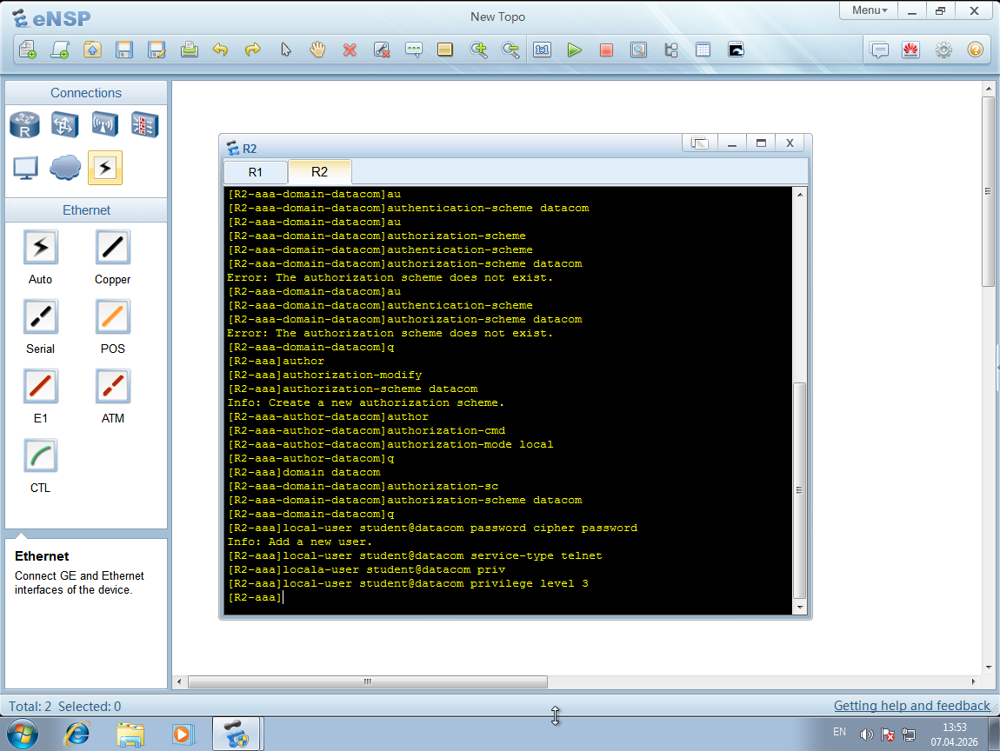 eNSP
New Topo
Menu
Connections
R
Ethernet
Auto
Copper
Serial
POS
E1
ATM
CTL
Ethernet
Connect GE and Ethernet
interfaces of the device.
R2
R1
R2
[R2-aaa-domain-datacom]au
[R2-aaa-domain-datacom]authentication-scheme datacom
[R2-aaa-domain-datacom]au
[R2-aaa-domain-datacom]authorization-scheme
[R2-aaa-domain-datacom]authentication-scheme
[R2-aaa-domain-datacom]authorization-scheme datacom
Error: The authorization scheme does not exist.
[R2-aaa-domain-datacom]au
[R2-aaa-domain-datacom]authentication-scheme
[R2-aaa-domain-datacom]authorization-scheme datacom
Error: The authorization scheme does not exist.
[R2-aaa-domain-datacom]q
[R2-aaa]author
[R2-aaa]authorization-modify
[R2-aaa]authorization-scheme datacom
Info: Create a new authorization scheme.
[R2-aaa-author-datacom]author
[R2-aaa-author-datacom]authorization-cmd
[R2-aaa-author-datacom]authorization-mode local
[R2-aaa-author-datacom]q
[R2-aaa]domain datacom
[R2-aaa-domain-datacom]authorization-sc
[R2-aaa-domain-datacom]authorization-scheme datacom
[R2-aaa-domain-datacom]q
[R2-aaa]local-user student@datacom password cipher password
Info: Add a new user.
[R2-aaa]local-user student@datacom service-type telnet
[R2-aaa]locala-user student@datacom priv
[R2-aaa]local-user student@datacom privilege level 3
[R2-aaa]
Total: 2 Selected: 0
Getting help and feedback
EN
13:53
07.04.2026